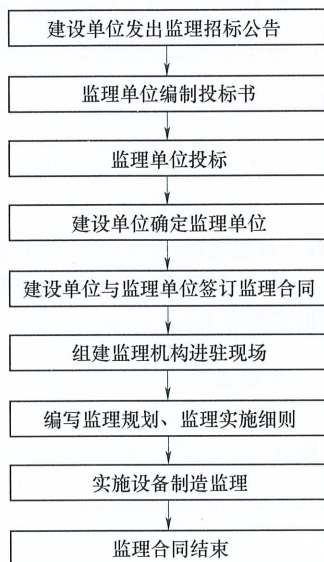 建设单位发出监理招标公告
监理单位编制投标书
监理单位投标
建设单位确定监理单位
建设单位与监理单位签订监理合同
组建监理机构进驻现场
编写监理规划、监理实施细则
实施设备制造监理
监理合同结束